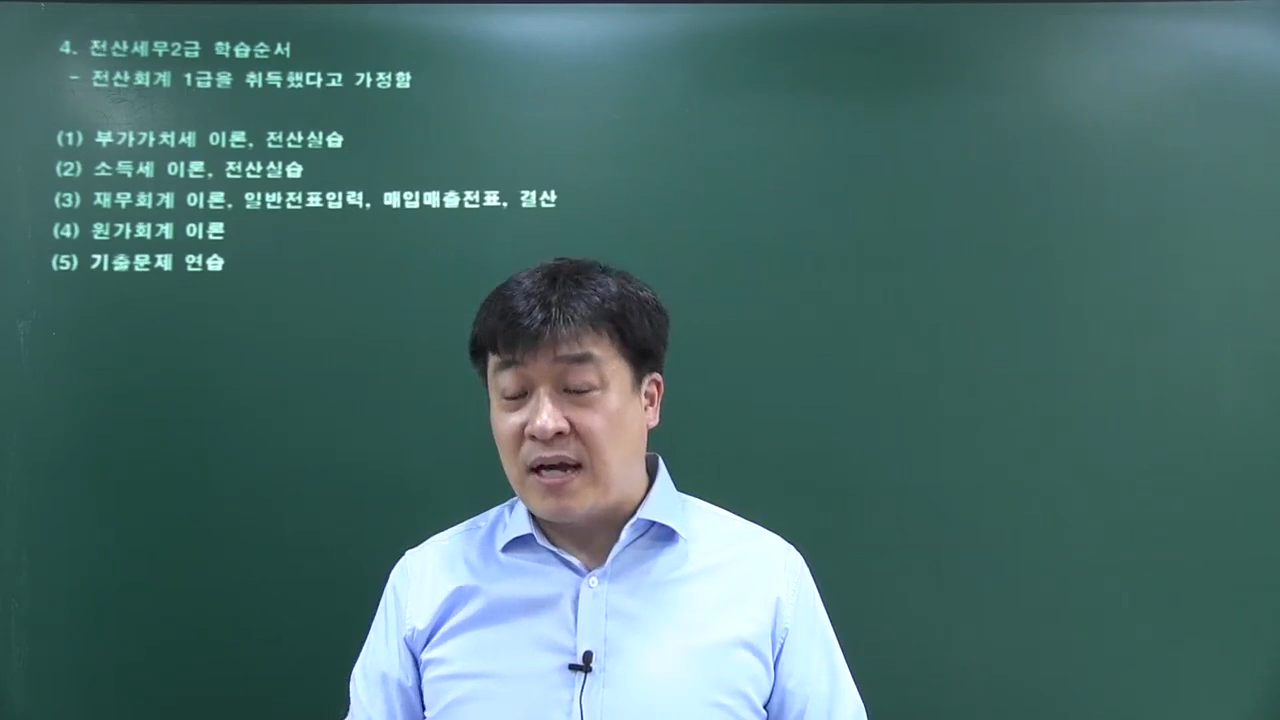 4. 전산세무2급 학습순서
- 전산회계 1급을 취득했다고 가정함
(1) 부가가치세 이론, 전산실습
(2) 소득세 이론, 전산실습
(3) 재무회계 이론, 일반전표입력, 매입매출전표, 결산
(4) 원가회계 이론
(5) 기출문제 연습